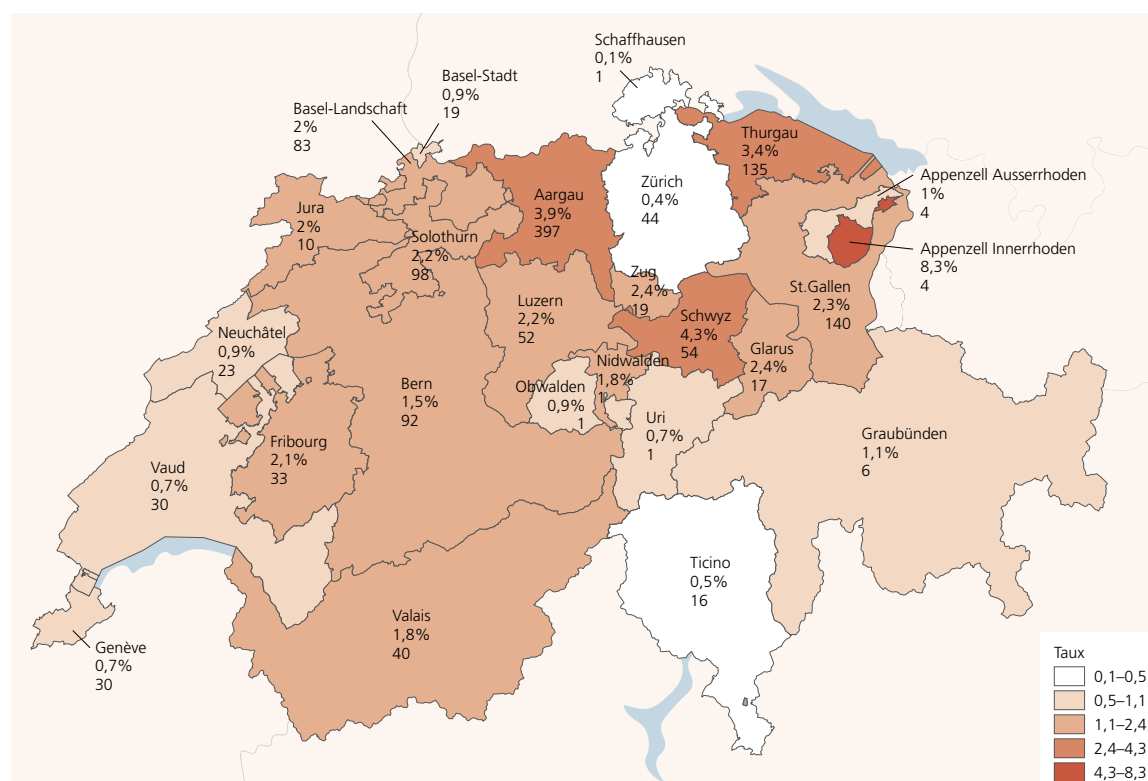 Schaffhausen
0,1%
1
Basel-Stadt
0,9%
19
Basel-Landschaft
2%
83
Thurgau
3,4%
135
Appenzell Ausserrhoden
1%
4
Appenzell Innerrhoden
8,3%
4
Zürich
0,4%
44
Aargau
3,9%
397
Jura
2%
10
Solothurn
2,2%
98
Zug
2,4%
19
St.Gallen
2,3%
140
Luzern
2,2%
52
Schwyz
4,3%
54
Neuchâtel
0,9%
23
Glarus
2,4%
17
Nidwalden
1,8%
1
Obwalden
0,9%
1
Bern
1,5%
92
Uri
0,7%
1
Graubünden
1,1%
6
Fribourg
2,1%
33
Vaud
0,7%
30
Ticino
0,5%
16
Valais
1,8%
40
Genève
0,7%
30
Taux
0,1–0,5
0,5–1,1
1,1–2,4
2,4–4,3
4,3–8,3